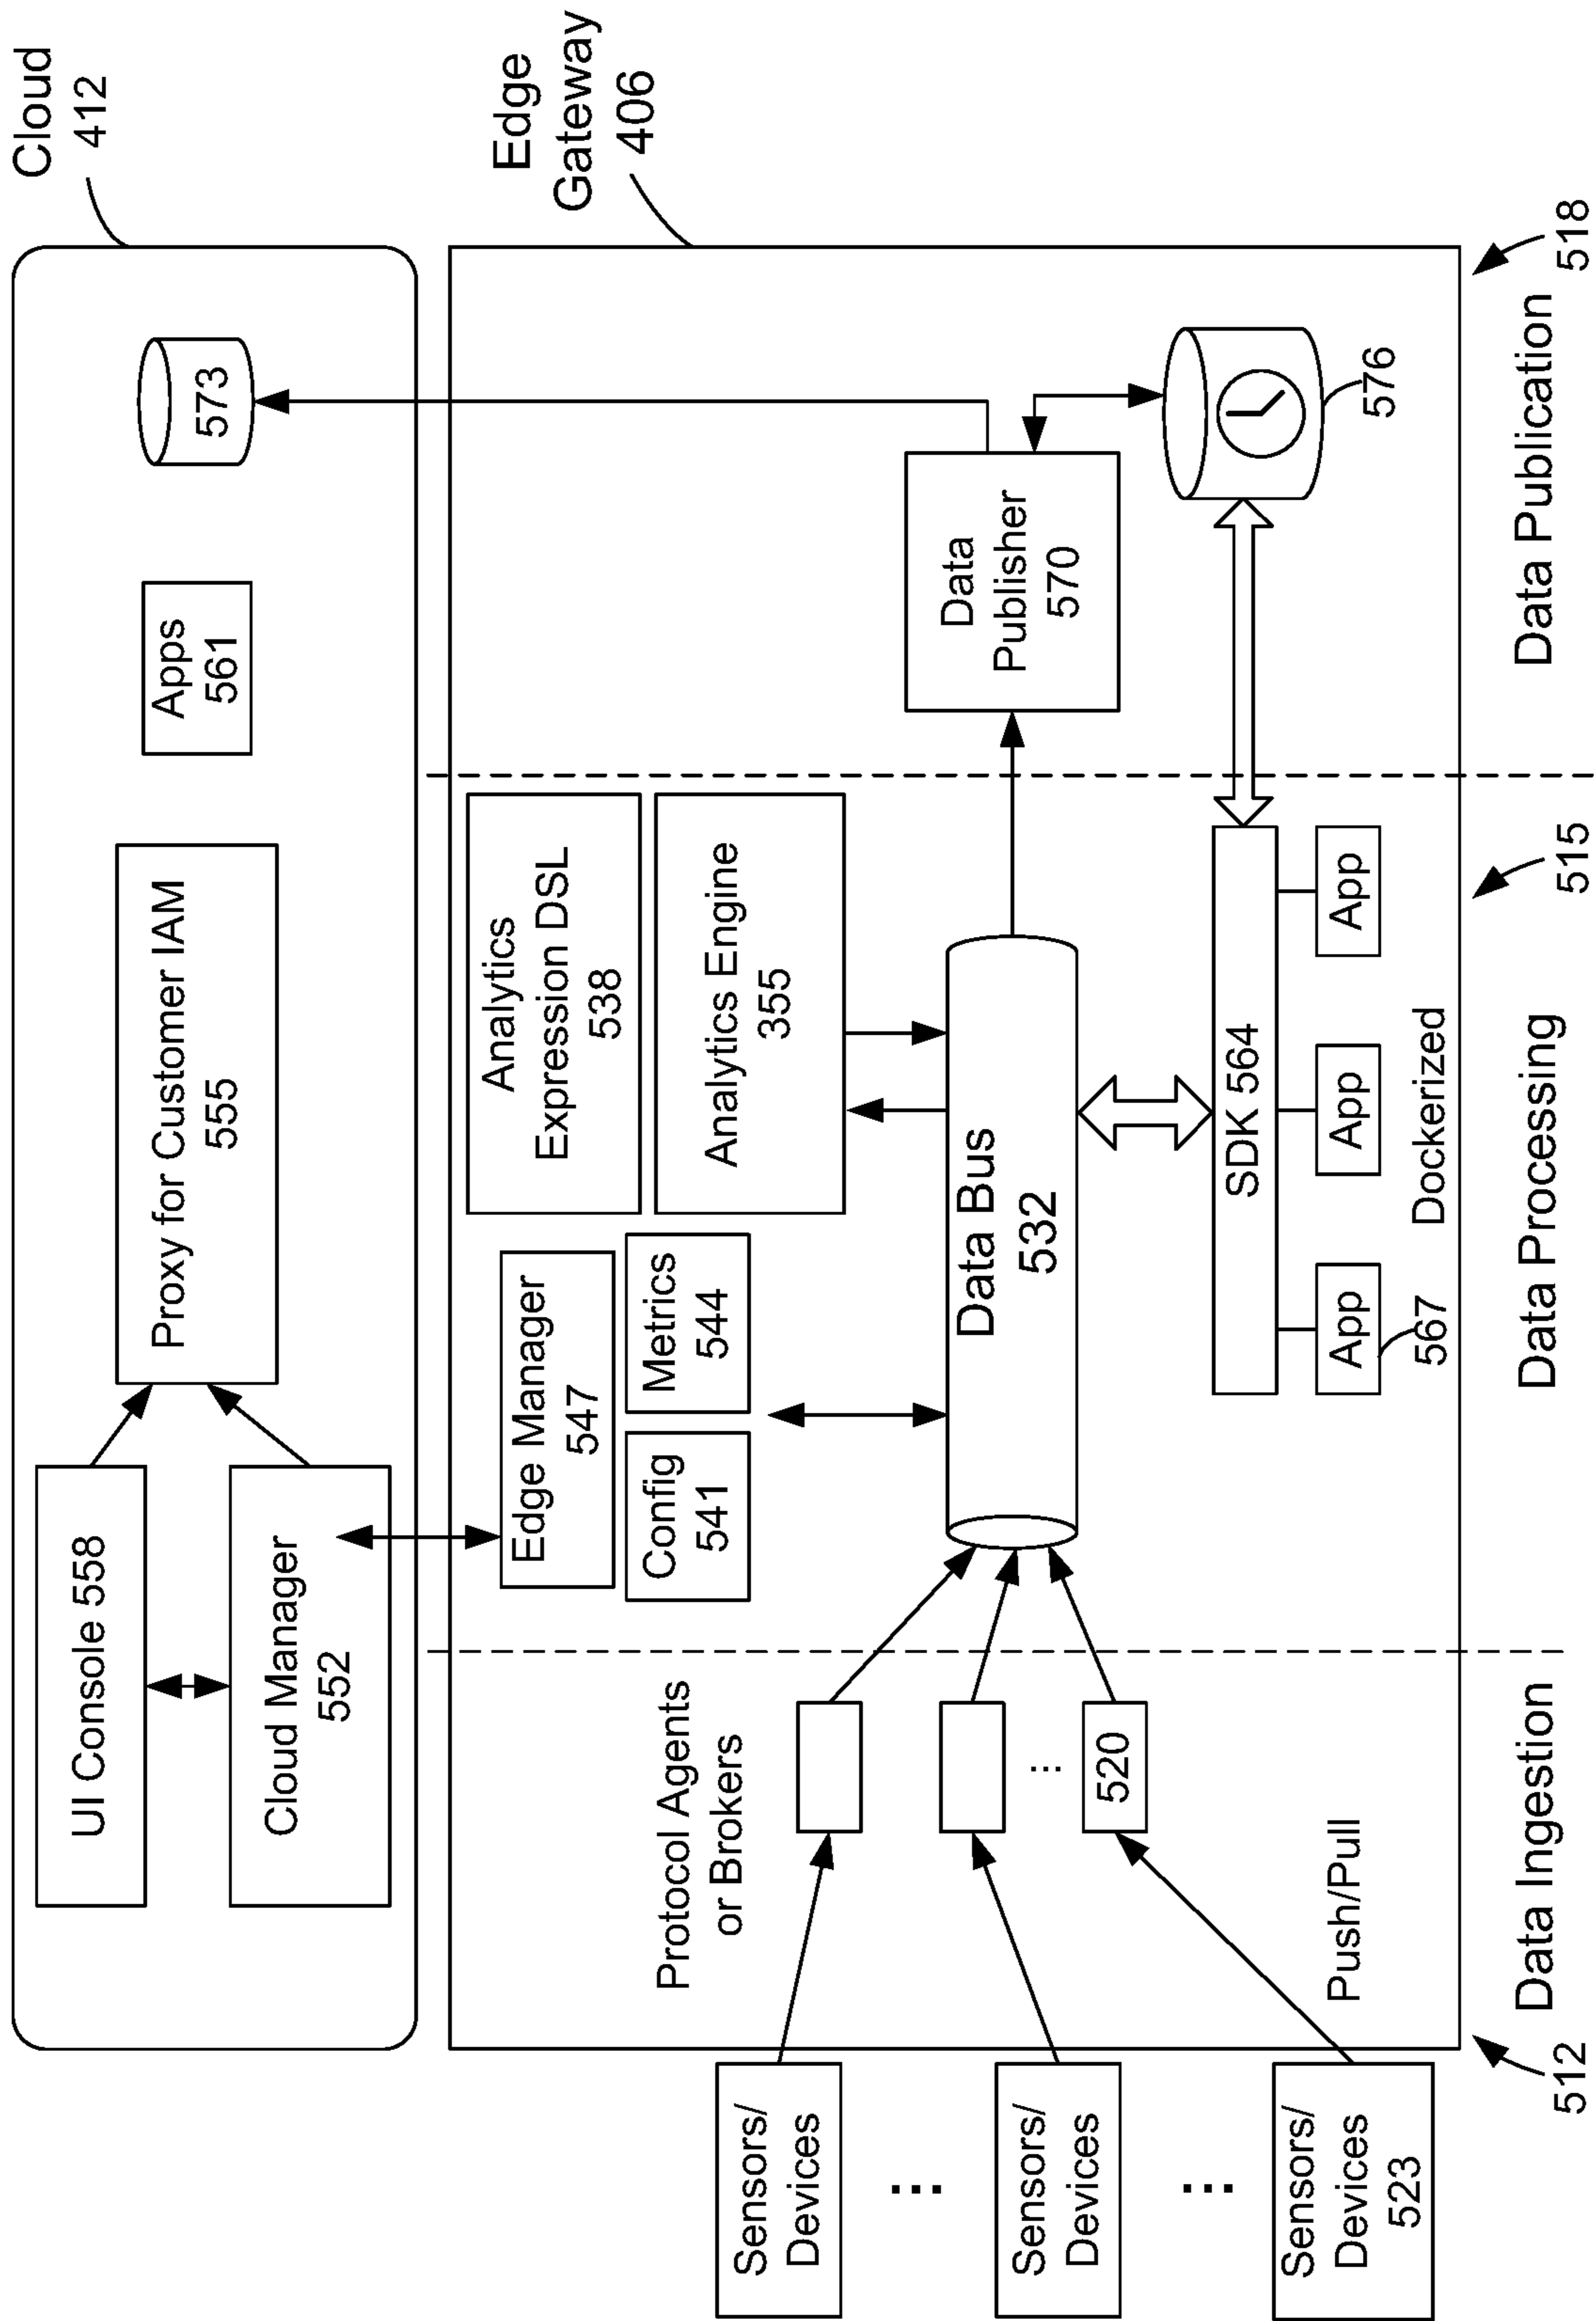 Cloud
412
UI Console 558
Cloud Manager
552
Proxy for Customer IAM
555
Apps
561
573
Edge
Gateway
406
Edge Manager
547
Config
541
Metrics
544
Analytics
Expression DSL
538
Analytics Engine
355
Protocol Agents
or Brokers
Sensors/
Devices
...
Sensors/
Devices
...
Sensors/
Devices
523
...
520
Push/Pull
Data Bus
532
Data
Publisher
570
SDK 564
App
App
App
567
Dockerized
576
512
Data Ingestion
Data Processing
515
Data Publication
518